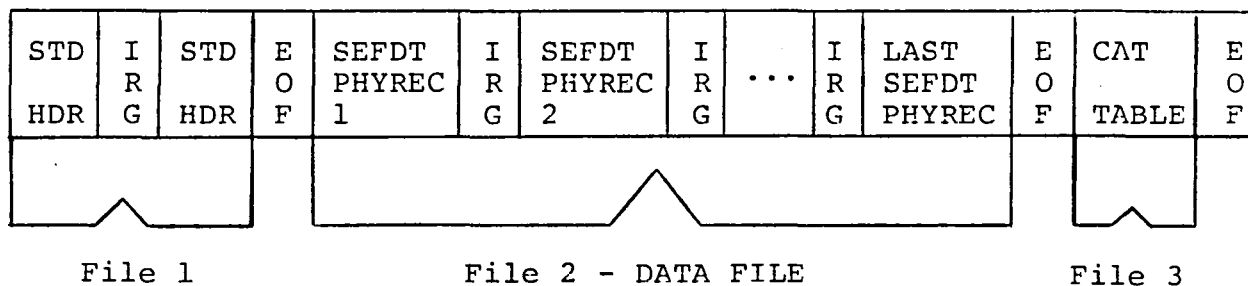 STD I STD E SEFDT I SEFDT I I LAST E CAT E
R O PHYREC R PHYREC R ... R SEFDT O O
HDR G HDR F 1 G 2 G G PHYREC F TABLE F
File 1 File 2 - DATA FILE File 3